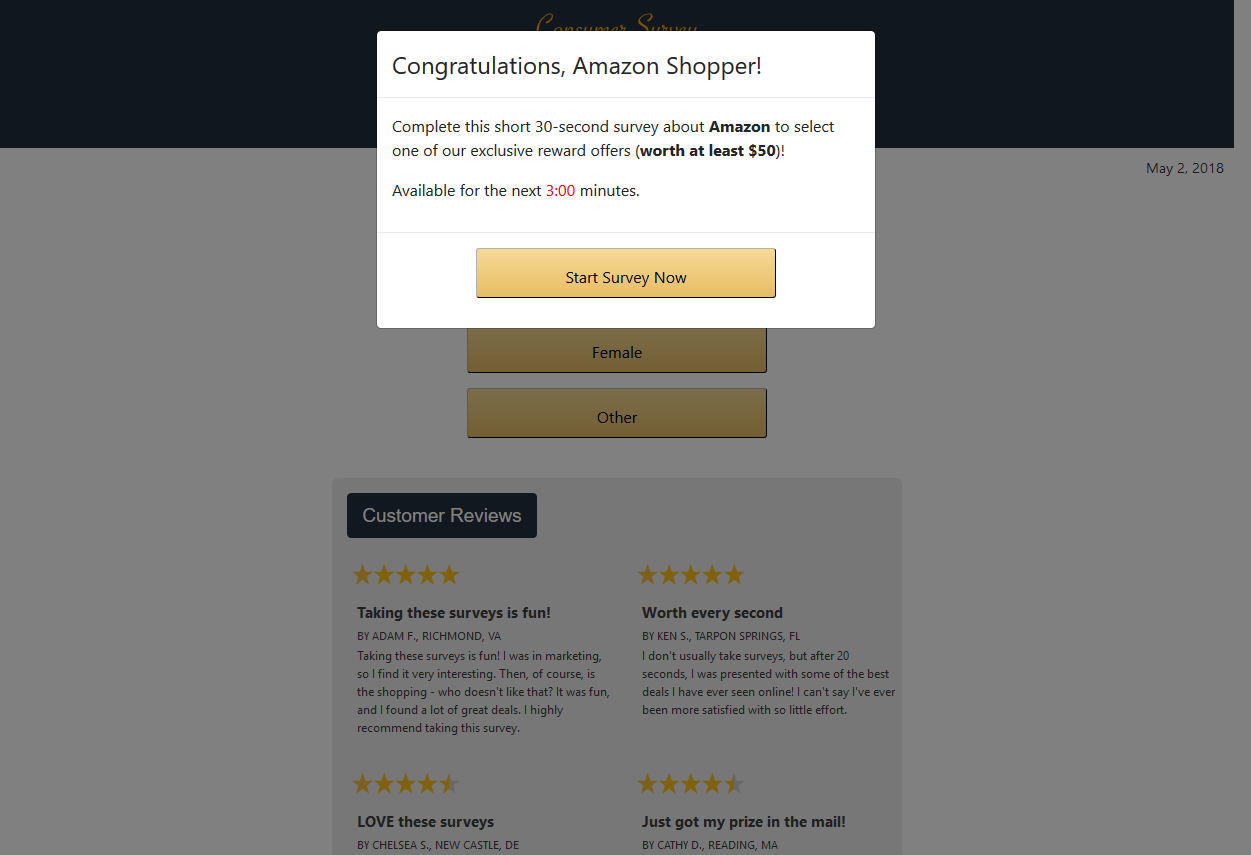 Consumer Survey
Congratulations, Amazon Shopper!
Complete this short 30-second survey about Amazon to select
one of our exclusive reward offers (worth at least $50)!
Available for the next 3:00 minutes.
Start Survey Now
May 2, 2018
Female
Other
Customer Reviews
Taking these surveys is fun!
BY ADAM F., RICHMOND, VA
Taking these surveys is fun! I was in marketing,
so I find it very interesting. Then, of course, is
the shopping - who doesn't like that? It was fun,
and I found a lot of great deals. I highly
recommend taking this survey.
Worth every second
BY KEN S., TARPON SPRINGS, FL
I don't usually take surveys, but after 20
seconds, I was presented with some of the best
deals I have ever seen online! I can't say I've ever
been more satisfied with so little effort.
LOVE these surveys
BY CHELSEA S., NEW CASTLE, DE
Just got my prize in the mail!
BY CATHY D., READING, MA